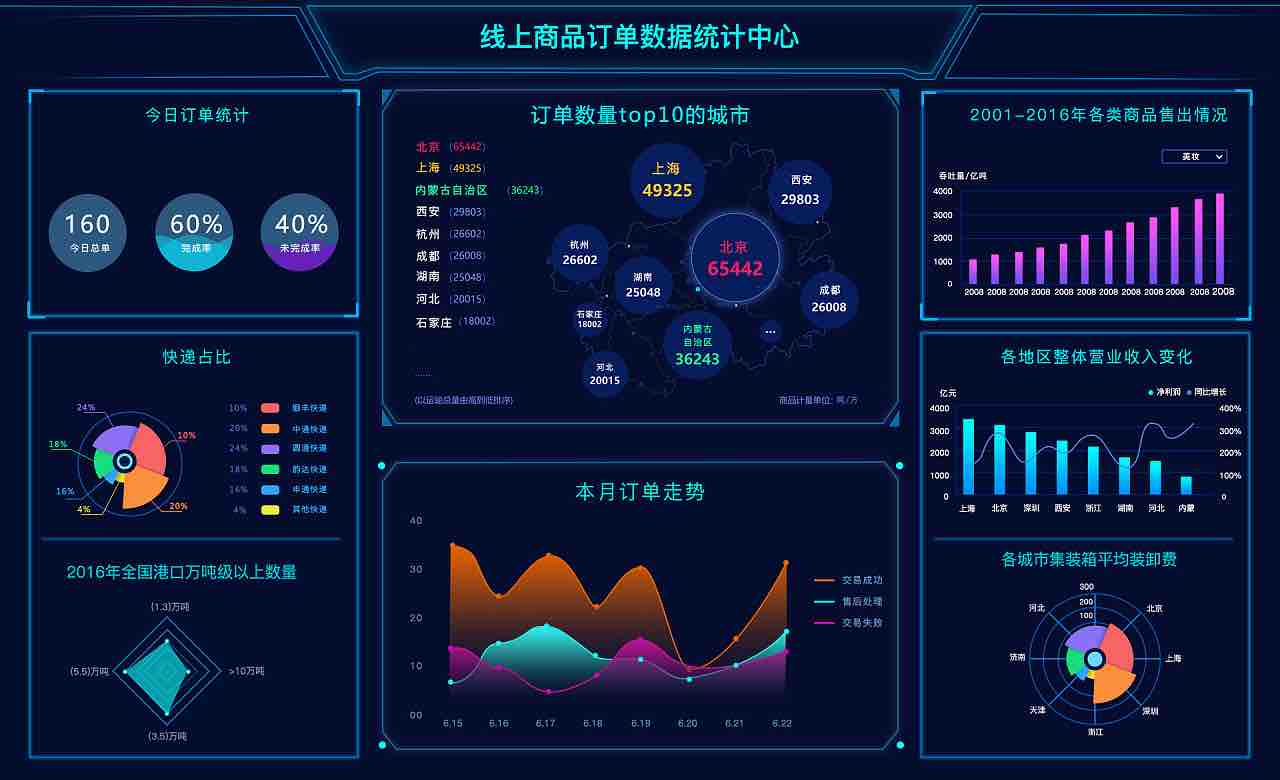 线上商品订单数据统计中心
今日订单统计
160
今日总单
60%
完成率
40%
未完成率
快递占比
24%
18%
16%
4%
10%
20%
10% 顺丰快递
20% 中通快递
24% 圆通快递
18% 韵达快递
16% 申通快递
4% 其他快递
2016年全国港口万吨级以上数量
(1.3)万吨
(5.5)万吨
>10万吨
(3.5)万吨
订单数量top10的城市
北京 (65442)
上海 (49325)
内蒙古自治区 (36243)
西安 (29803)
杭州 (26602)
成都 (26008)
湖南 (25048)
河北 (20015)
石家庄 (18002)
......
(以运输总量由高到低排序)
商品计量单位: 吨/万
上海
49325
西安
29803
北京
65442
杭州
26602
湖南
25048
成都
26008
石家庄
18002
内蒙古
自治区
36243
...
河北
20015
本月订单走势
40
30
20
10
00
6.15 6.16 6.17 6.18 6.19 6.20 6.21 6.22
交易成功
售后处理
交易失败
2001-2016年各类商品售出情况
美妆
吞吐量/亿吨
4000
3000
2000
1000
0
2008 2008 2008 2008 2008 2008 2008 2008 2008 2008 2008 2008
各地区整体营业收入变化
亿元
净利润 同比增长
4000 400%
3000 300%
2000 200%
1000 100%
0 0
上海 北京 深圳 西安 浙江 湖南 河北 内蒙
各城市集装箱平均装卸费
300
200
100
河北
北京
济南
上海
天津
深圳
浙江